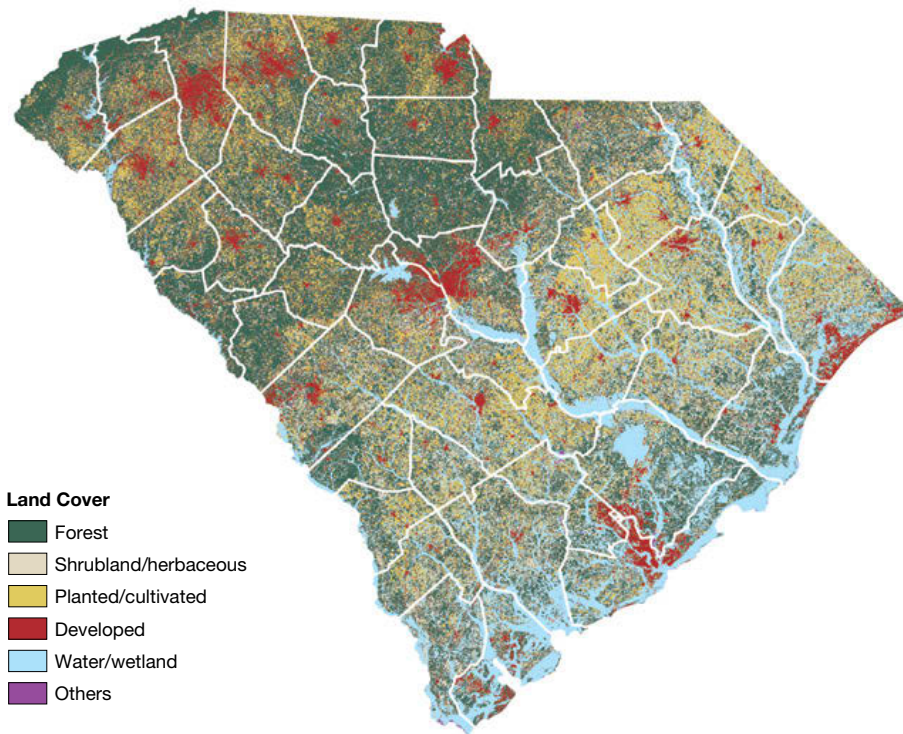 Land Cover
Forest
Shrubland/herbaceous
Planted/cultivated
Developed
Water/wetland
Others